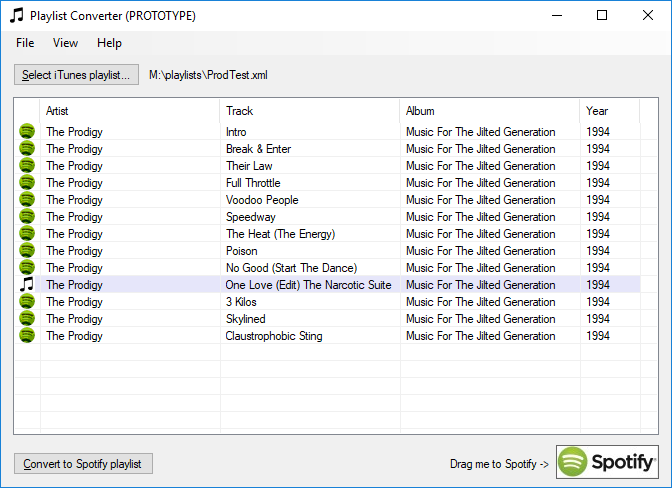 Playlist Converter (PROTOTYPE)
File View Help
Select iTunes playlist... M:\playlists\ProdTest.xml
Artist Track Album Year
The Prodigy Intro Music For The Jilted Generation 1994
The Prodigy Break & Enter Music For The Jilted Generation 1994
The Prodigy Their Law Music For The Jilted Generation 1994
The Prodigy Full Throttle Music For The Jilted Generation 1994
The Prodigy Voodoo People Music For The Jilted Generation 1994
The Prodigy Speedway Music For The Jilted Generation 1994
The Prodigy The Heat (The Energy) Music For The Jilted Generation 1994
The Prodigy Poison Music For The Jilted Generation 1994
The Prodigy No Good (Start The Dance) Music For The Jilted Generation 1994
The Prodigy One Love (Edit) The Narcotic Suite Music For The Jilted Generation 1994
The Prodigy 3 Kilos Music For The Jilted Generation 1994
The Prodigy Skylined Music For The Jilted Generation 1994
The Prodigy Claustrophobic Sting Music For The Jilted Generation 1994
Convert to Spotify playlist Drag me to Spotify -> Spotify